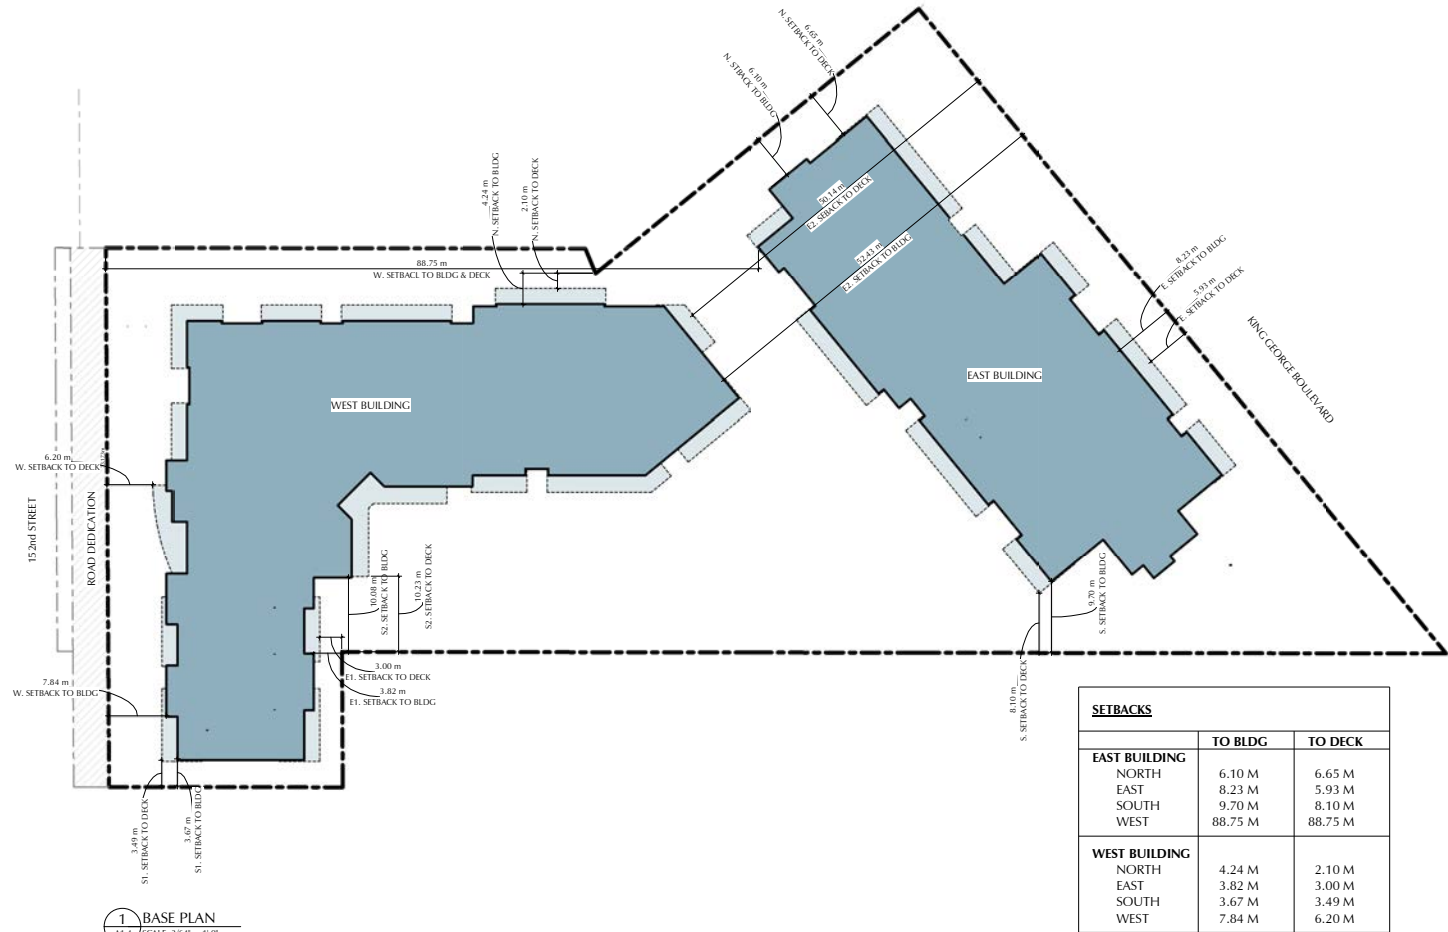 6.65 m
N. SETBACK TO DECK
6.10 m
N. STBACK TO BLDG
4.24 m
N. SETBACK TO BLDG
2.10 m
N. SETBACK TO DECK
50.14 m
E2. SEBACK TO DECK
52.43 m
E2. SETBACK TO BLDG
88.75 m
W. SETBACL TO BLDG & DECK
8.23 m
E SETBACK TO BLDG
5.93 m
E. SETBACK TO DECK
KING GEORGE BOULEVARD
EAST BUILDING
WEST BUILDING
6.20 m
W. SETBACK TO DECK
152nd STREET
ROAD DEDICATION
10.08 m
S2. SETBACK TO BLDG
10.23 m
S2. SETBACK TO DECK
9.70 m
S. SETBACK TO BLDG
8.10 m
S. SETBACK TO DECK
3.00 m
E1. SETBACK TO DECK
3.82 m
E1. SETBACK TO BLDG
7.84 m
W. SETBACK TO BLDG
3.49 m
S1. SETBACK TO DECK
3.67 m
S1. SETBACK TO BLDG
SETBACKS
TO BLDG TO DECK
EAST BUILDING
NORTH 6.10 M 6.65 M
EAST 8.23 M 5.93 M
SOUTH 9.70 M 8.10 M
WEST 88.75 M 88.75 M
WEST BUILDING
NORTH 4.24 M 2.10 M
EAST 3.82 M 3.00 M
SOUTH 3.67 M 3.49 M
WEST 7.84 M 6.20 M
1 BASE PLAN